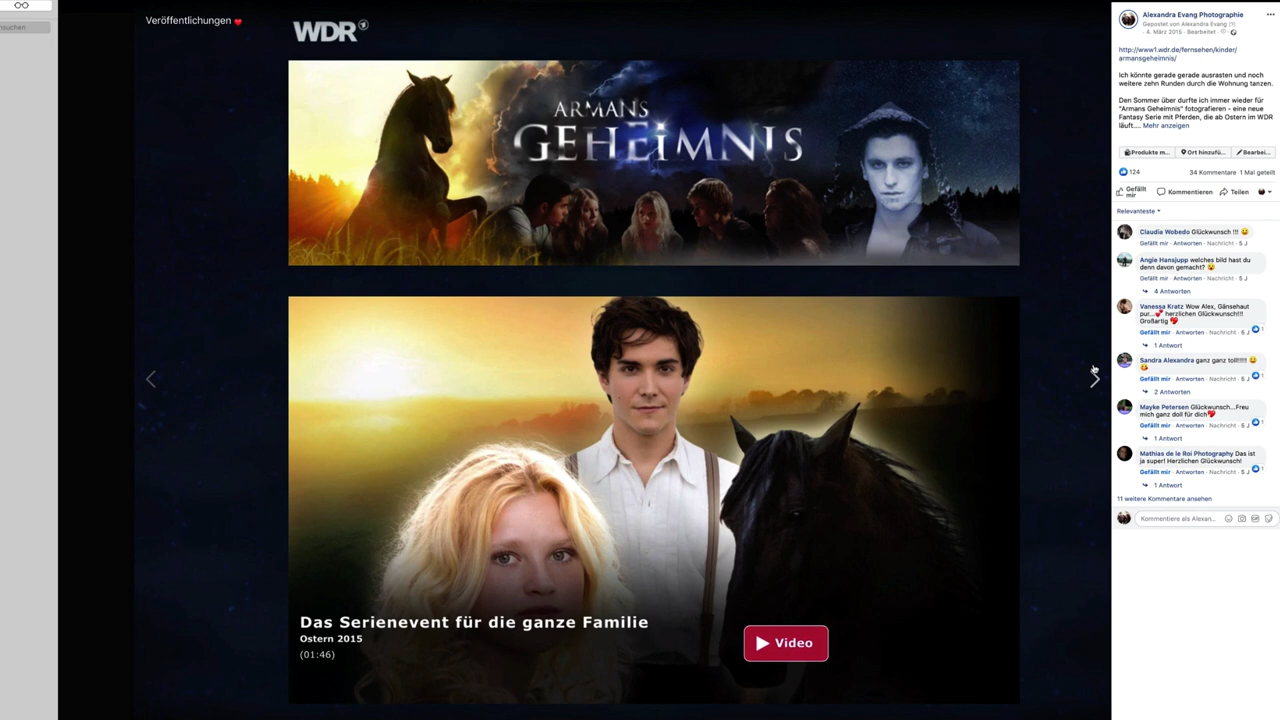 suchen
Veröffentlichungen
WDR
ARMANS
GEHEIMNIS
Das Serienevent für die ganze Familie
Ostern 2015
(01:46)
Video
Alexandra Evang Photographie
Gepostet von Alexandra Evang [?]
· 4. März 2015 · Bearbeitet ·
http://www1.wdr.de/fernsehen/kinder/
armansgeheimnis/
Ich könnte gerade gerade ausrasten und noch
weitere zehn Runden durch die Wohnung tanzen.
Den Sommer über durfte ich immer wieder für
"Armans Geheimnis" fotografieren - eine neue
Fantasy Serie mit Pferden, die ab Ostern im WDR
läuft.... Mehr anzeigen
Produkte m... Ort hinzufü... Bearbei...
124 34 Kommentare 1 Mal geteilt
Gefällt mir Kommentieren Teilen
Relevanteste
Claudia Wobedo Glückwunsch !!! 😀
Gefällt mir · Antworten · Nachricht · 5 J
Angie Hansjupp welches bild hast du
denn davon gemacht? 😮
Gefällt mir · Antworten · Nachricht · 5 J
4 Antworten
Vanessa Kratz Wow Alex, Gänsehaut
pur...💕 herzlichen Glückwunsch!!!
Großartig 💖
Gefällt mir · Antworten · Nachricht · 5 J 1
1 Antwort
Sandra Alexandra ganz ganz toll!!!!! 😀
😘
Gefällt mir · Antworten · Nachricht · 5 J 1
2 Antworten
Mayke Petersen Glückwunsch...Freu
mich ganz doll für dich💖
Gefällt mir · Antworten · Nachricht · 5 J 1
1 Antwort
Mathias de le Roi Photography Das ist
ja super! Herzlichen Glückwunsch!
Gefällt mir · Antworten · Nachricht · 5 J 1
1 Antwort
11 weitere Kommentare ansehen
Kommentiere als Alexan...